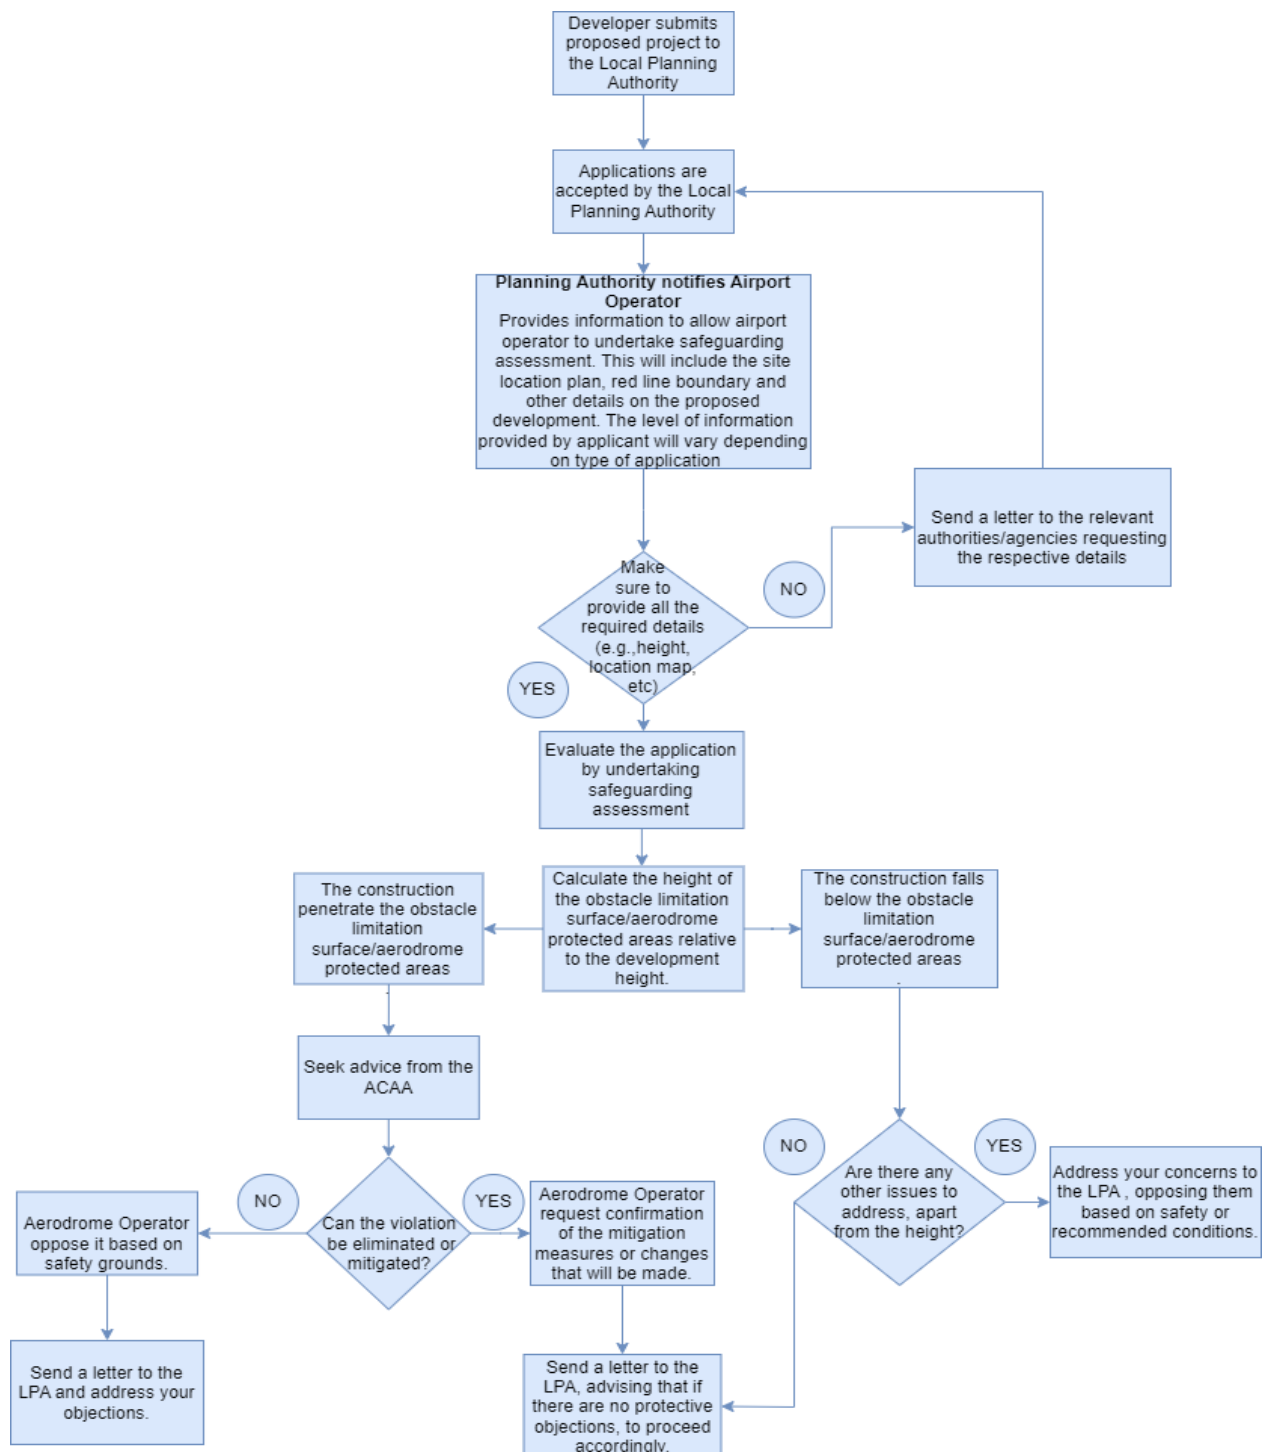 Developer submits
proposed project to
the Local Planning
Authority
Applications are
accepted by the Local
Planning Authority
Planning Authority notifies Airport
Operator
Provides information to allow airport
operator to undertake safeguarding
assessment. This will include the site
location plan, red line boundary and
other details on the proposed
development. The level of information
provided by applicant will vary depending
on type of application
Send a letter to the relevant
authorities/agencies requesting
the respective details
Make
sure to
provide all the
required details
(e.g.,height,
location map,
etc)
NO
YES
Evaluate the application
by undertaking
safeguarding
assessment
The construction
penetrate the obstacle
limitation
surface/aerodrome
protected areas
.
Calculate the height of
the obstacle limitation
surface/aerodrome
protected areas relative
to the development
height.
The construction falls
below the obstacle
limitation
surface/aerodrome
protected areas
.
Seek advice from the
ACAA
NO
YES
Can the violation
be eliminated or
mitigated?
Aerodrome Operator
oppose it based on
safety grounds.
Aerodrome Operator
request confirmation
of the mitigation
measures or changes
that will be made.
NO
YES
Are there any
other issues to
address, apart
from the height?
Address your concerns to
the LPA , opposing them
based on safety or
recommended conditions.
Send a letter to the
LPA and address your
objections.
Send a letter to the
LPA, advising that if
there are no protective
objections, to proceed
accordingly.